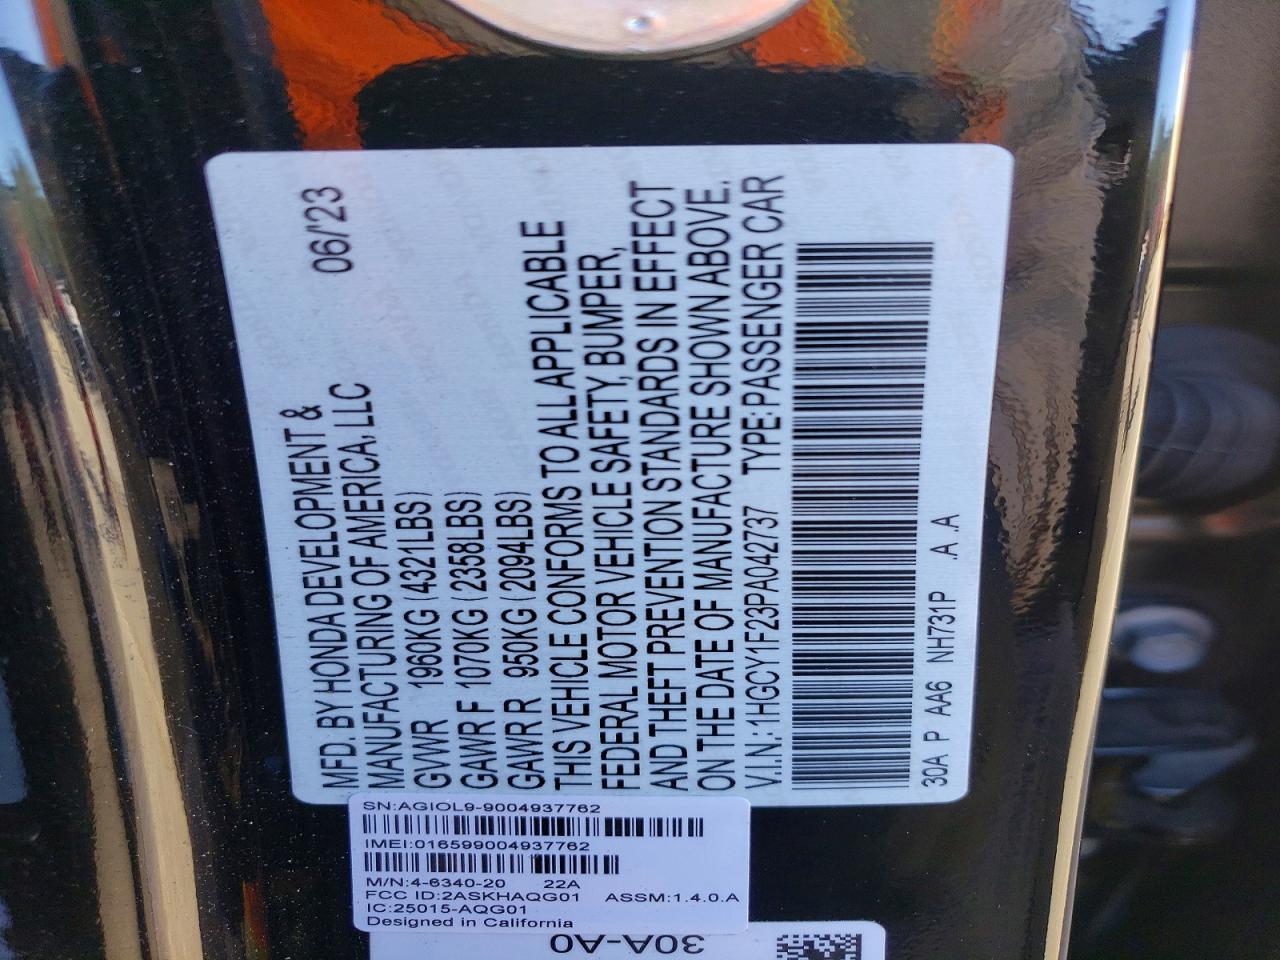 MFD. BY HONDA DEVELOPMENT & 06/'23
MANUFACTURING OF AMERICA, LLC
GVWR 1960KG (4321LBS)
GAWR F 1070KG (2358LBS)
GAWR R 950KG (2094LBS)
THIS VEHICLE CONFORMS TO ALL APPLICABLE
FEDERAL MOTOR VEHICLE SAFETY, BUMPER,
AND THEFT PREVENTION STANDARDS IN EFFECT
ON THE DATE OF MANUFACTURE SHOWN ABOVE.
V.I.N.:1HGCY1F23PA042737 TYPE:PASSENGER CAR
30A P AA6 NH731P .A .A
SN:AGIOL9-9004937762
IMEI:016599004937762
M/N:4-6340-20 22A
FCC ID:2ASKHAQG01 ASSM:1.4.0.A
IC:25015-AQG01
Designed in California
30A-A0